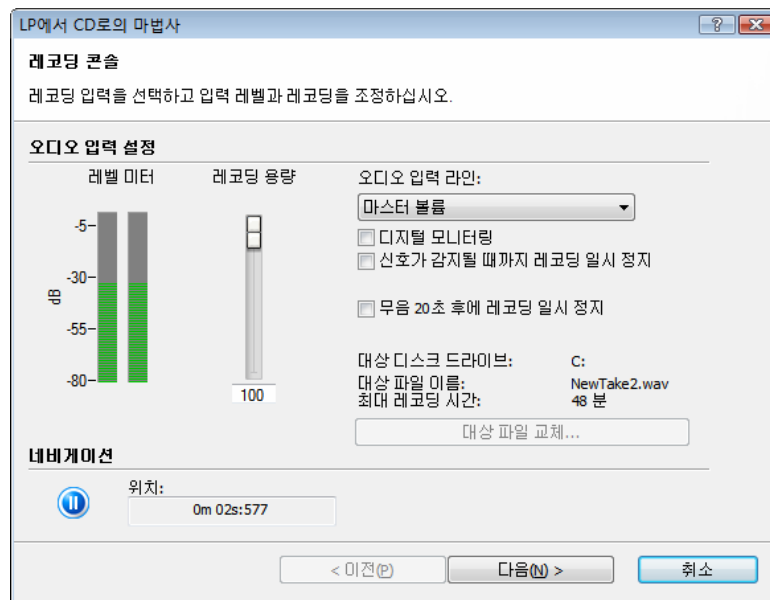 LP에서 CD로의 마법사
레코딩 콘솔
레코딩 입력을 선택하고 입력 레벨과 레코딩을 조정하십시오.
오디오 입력 설정
레벨 미터
레코딩 용량
오디오 입력 라인:
마스터 볼륨
디지털 모니터링
신호가 감지될 때까지 레코딩 일시 정지
무음 20초 후에 레코딩 일시 정지
-5
-30
dB
-55
-80
100
대상 디스크 드라이브: C:
대상 파일 이름: NewTake2.wav
최대 레코딩 시간: 48 분
대상 파일 교체...
네비게이션
위치:
0m 02s:577
< 이전(P)
다음(N) >
취소